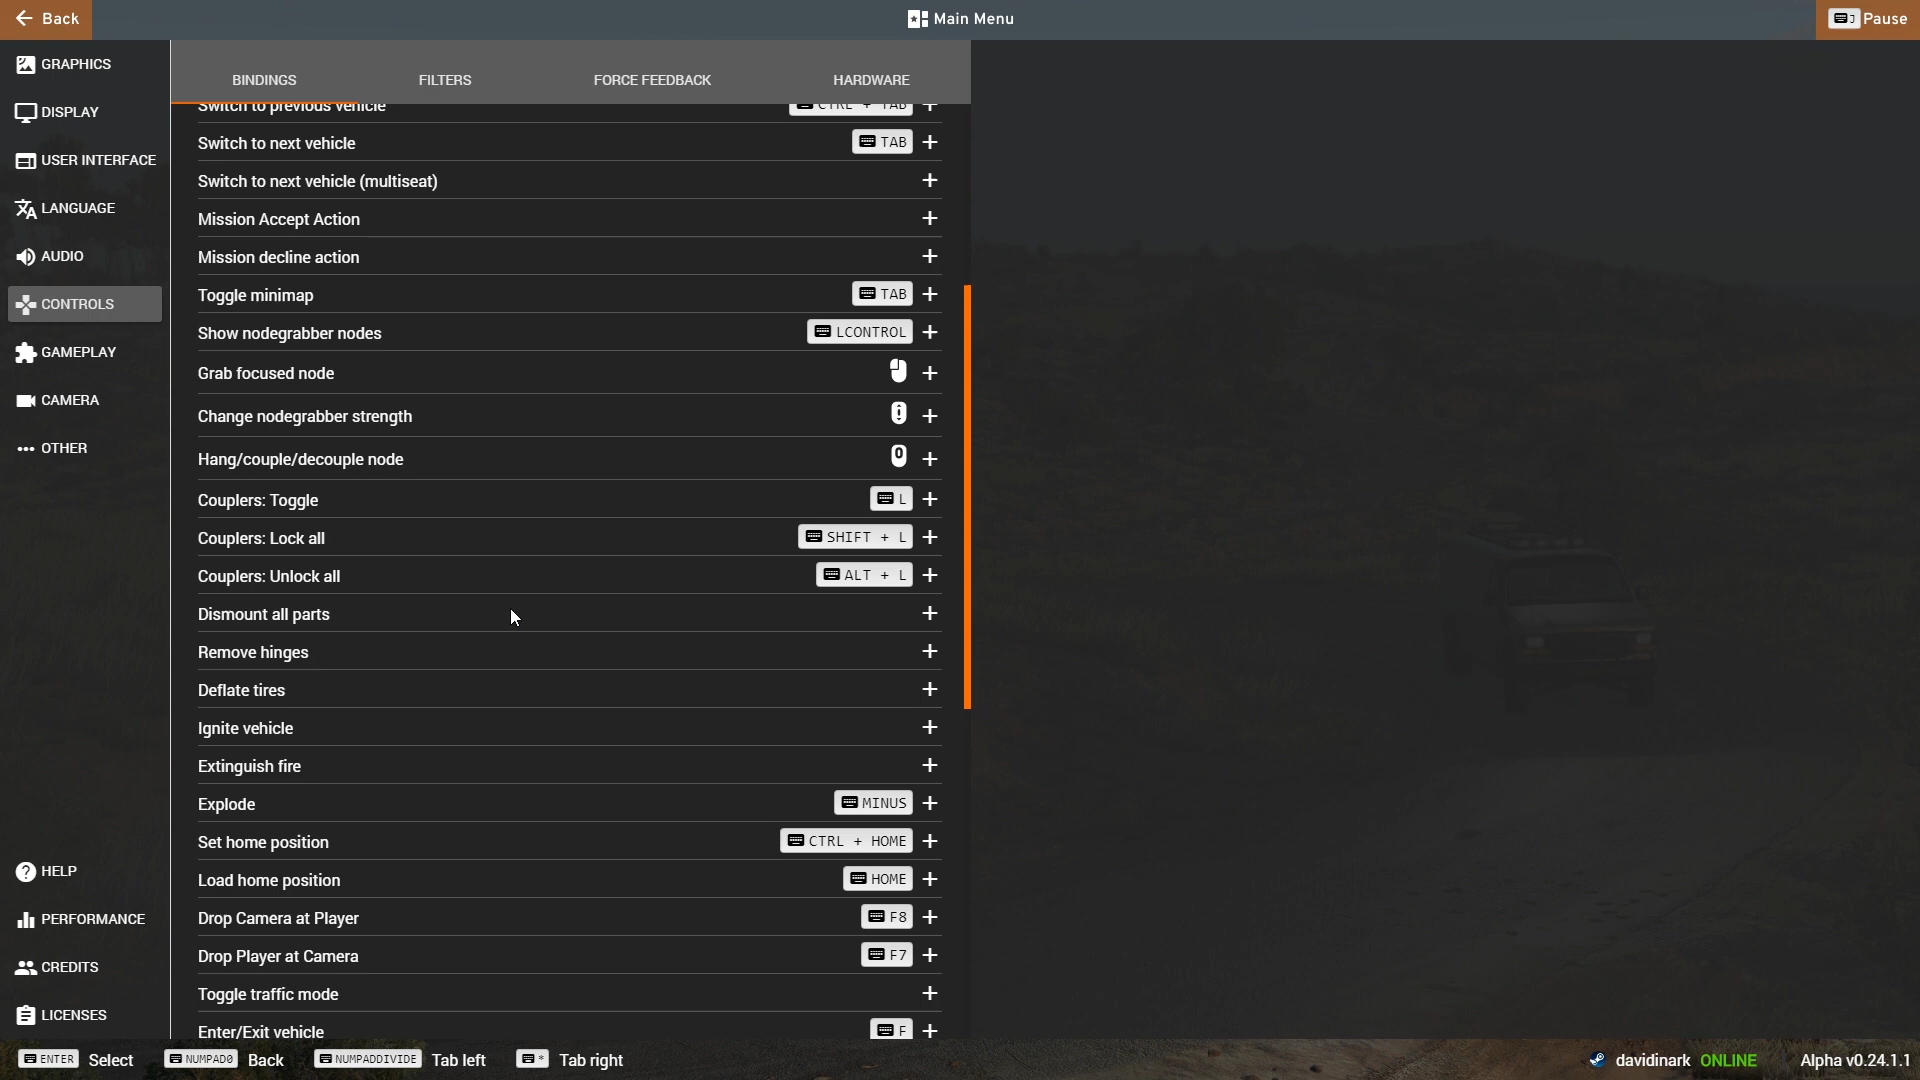 Back
Main Menu
J Pause
GRAPHICS
DISPLAY
USER INTERFACE
LANGUAGE
AUDIO
CONTROLS
GAMEPLAY
CAMERA
OTHER
HELP
PERFORMANCE
CREDITS
LICENSES
BINDINGS FILTERS FORCE FEEDBACK HARDWARE
Switch to previous vehicle CTRL + TAB
Switch to next vehicle TAB
Switch to next vehicle (multiseat)
Mission Accept Action
Mission decline action
Toggle minimap TAB
Show nodegrabber nodes LCONTROL
Grab focused node
Change nodegrabber strength
Hang/couple/decouple node
Couplers: Toggle L
Couplers: Lock all SHIFT + L
Couplers: Unlock all ALT + L
Dismount all parts
Remove hinges
Deflate tires
Ignite vehicle
Extinguish fire
Explode MINUS
Set home position CTRL + HOME
Load home position HOME
Drop Camera at Player F8
Drop Player at Camera F7
Toggle traffic mode
Enter/Exit vehicle F
ENTER Select NUMPAD0 Back NUMPADDIVIDE Tab left * Tab right
davidinark ONLINE Alpha v0.24.1.1